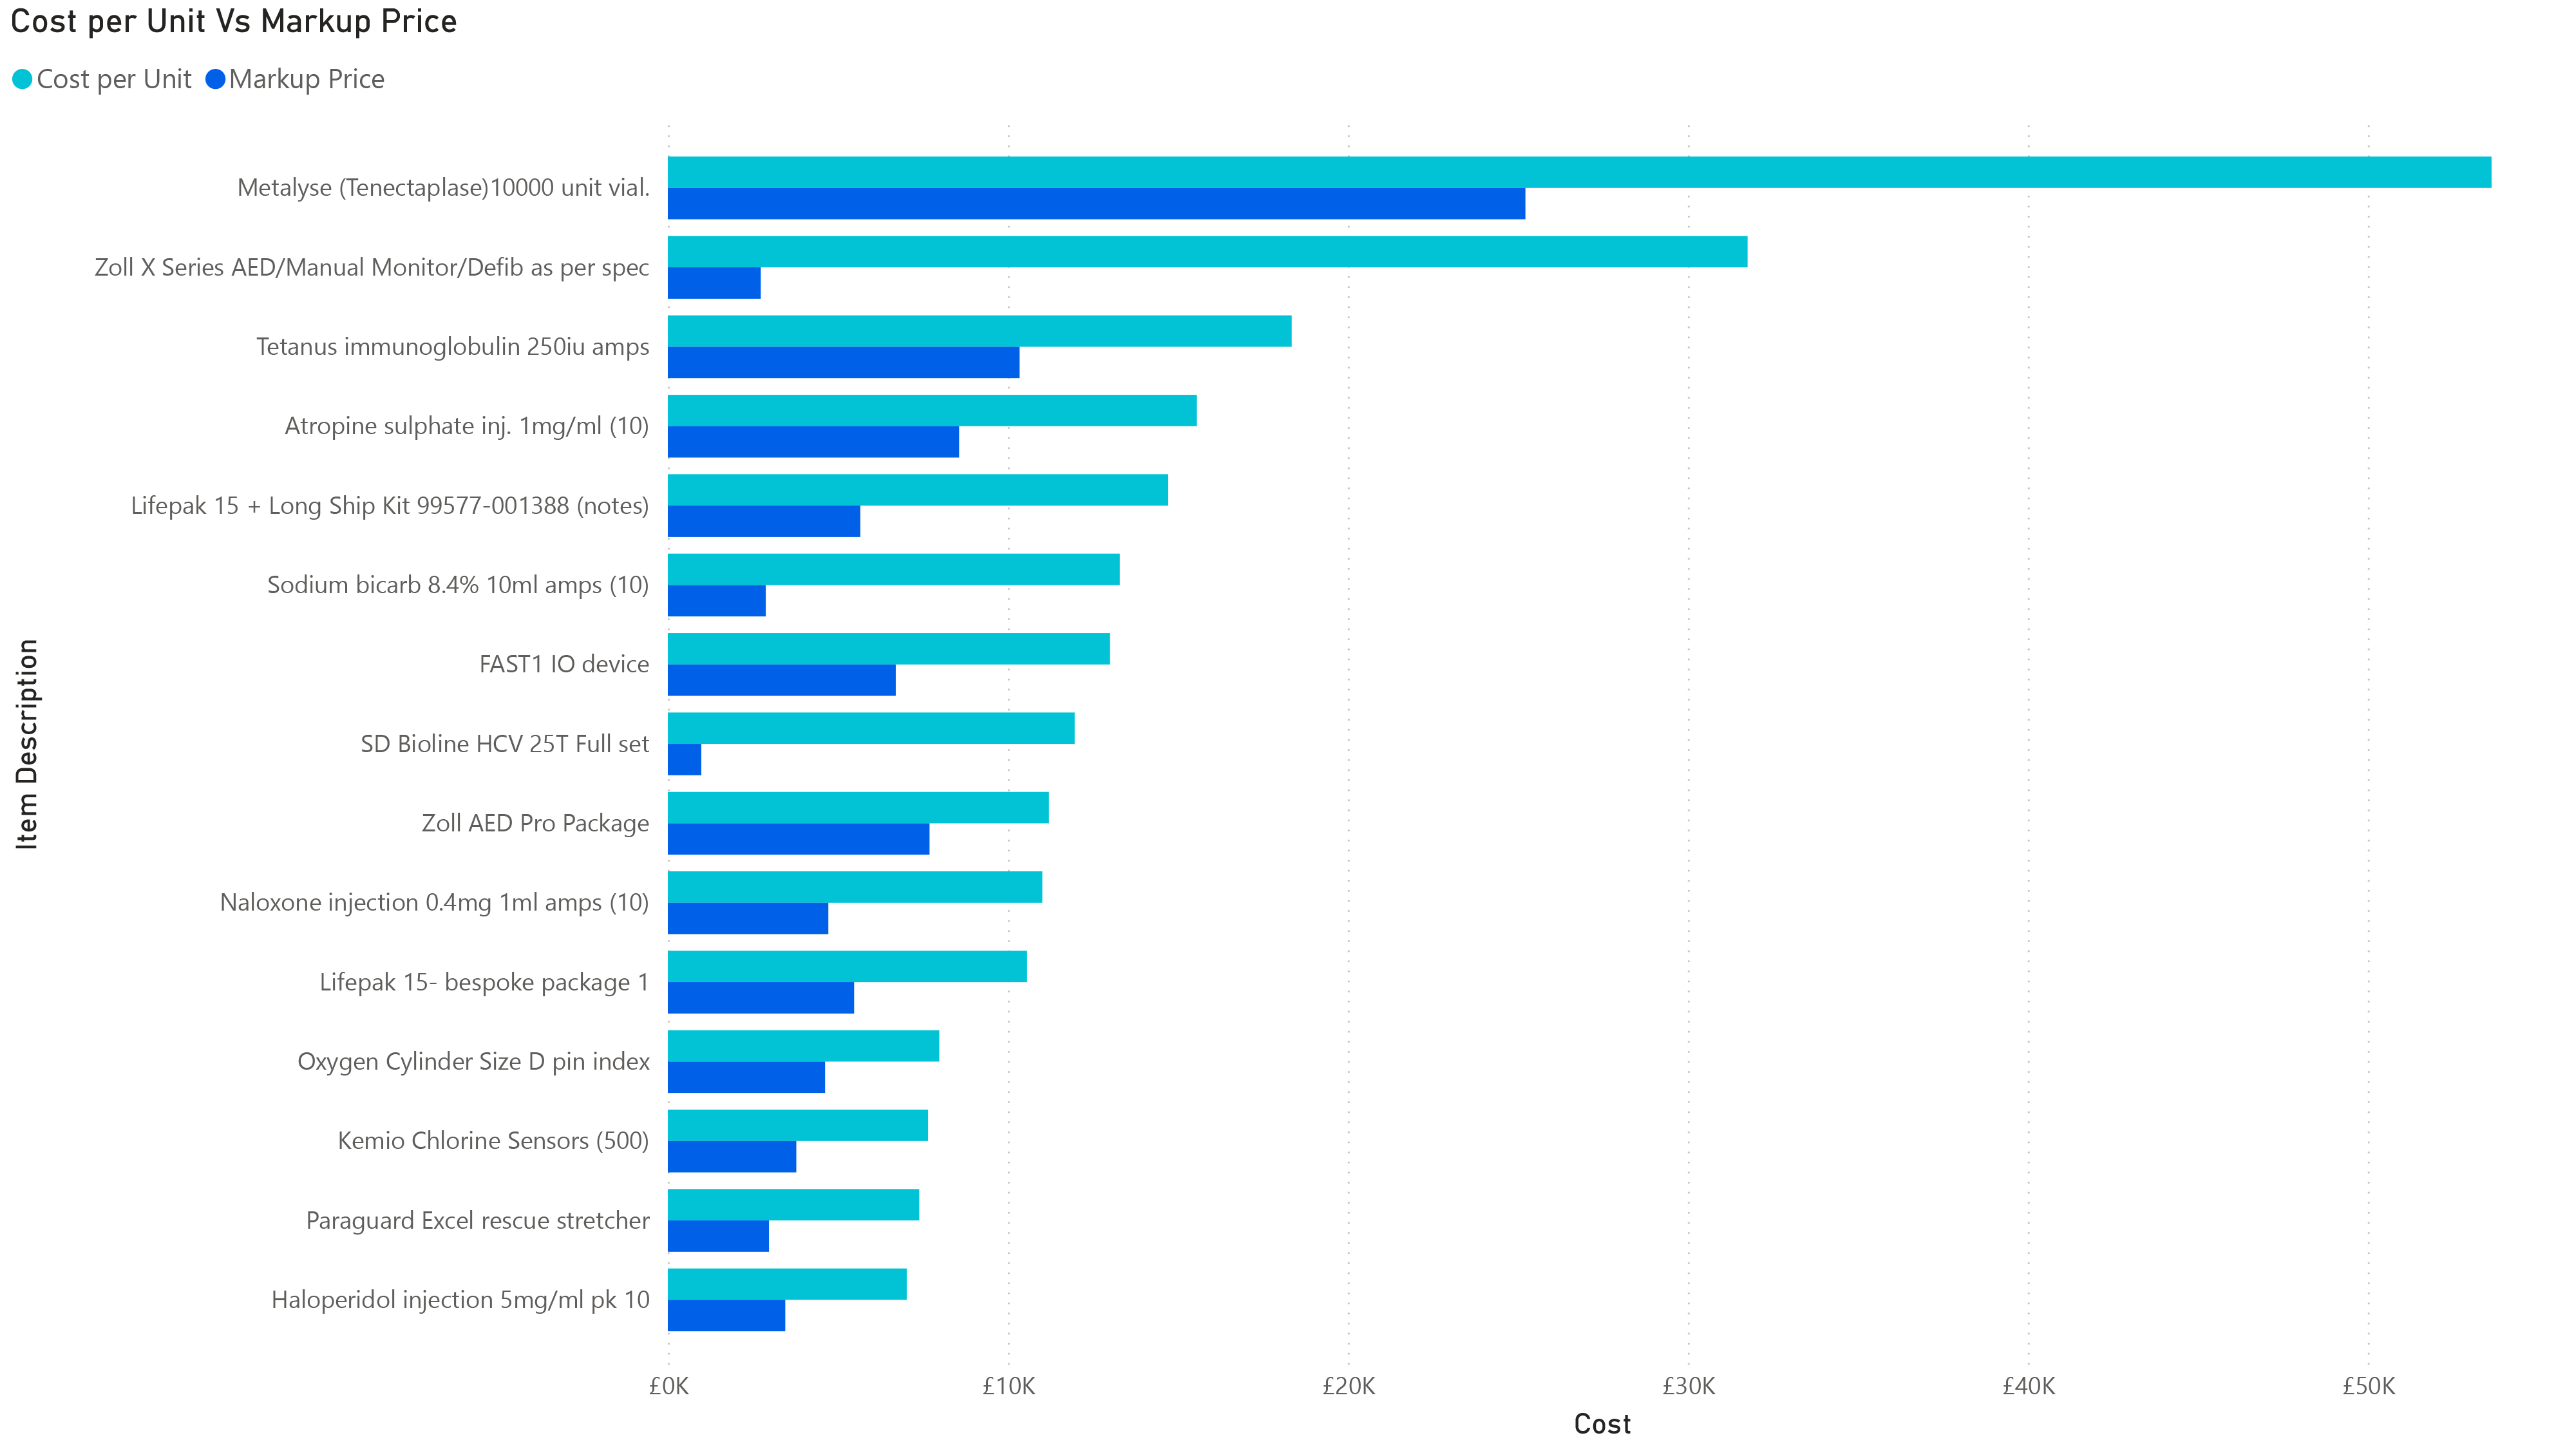 Cost per Unit Vs Markup Price
Cost per Unit Markup Price
Metalyse (Tenectaplase)10000 unit vial.
Zoll X Series AED/Manual Monitor/Defib as per spec
Tetanus immunoglobulin 250iu amps
Atropine sulphate inj. 1mg/ml (10)
Lifepak 15 + Long Ship Kit 99577-001388 (notes)
Sodium bicarb 8.4% 10ml amps (10)
FAST1 IO device
SD Bioline HCV 25T Full set
Zoll AED Pro Package
Naloxone injection 0.4mg 1ml amps (10)
Lifepak 15- bespoke package 1
Oxygen Cylinder Size D pin index
Kemio Chlorine Sensors (500)
Paraguard Excel rescue stretcher
Haloperidol injection 5mg/ml pk 10
Item Description
£0K £10K £20K £30K £40K £50K
Cost